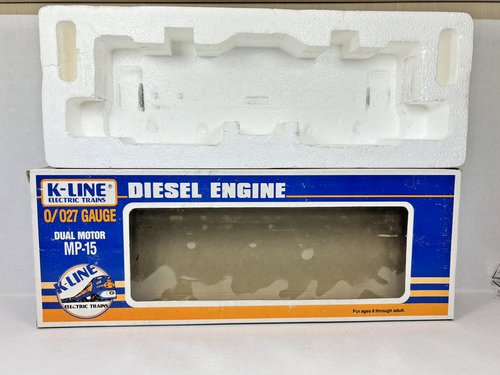 K-LINE®
ELECTRIC TRAINS
DIESEL ENGINE
0/027 GAUGE
DUAL MOTOR
MP-15
K-LINE
ELECTRIC TRAINS
For ages 8 through adult.